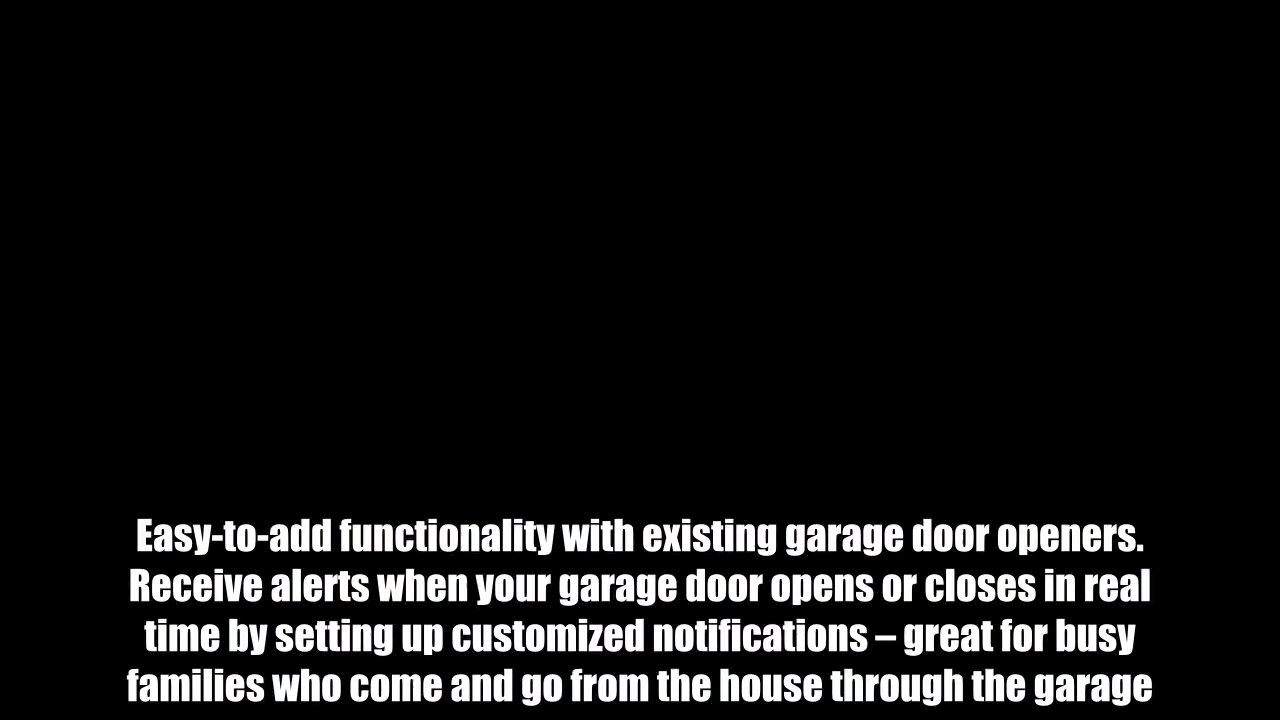 Easy-to-add functionality with existing garage door openers.
Receive alerts when your garage door opens or closes in real
time by setting up customized notifications – great for busy
families who come and go from the house through the garage